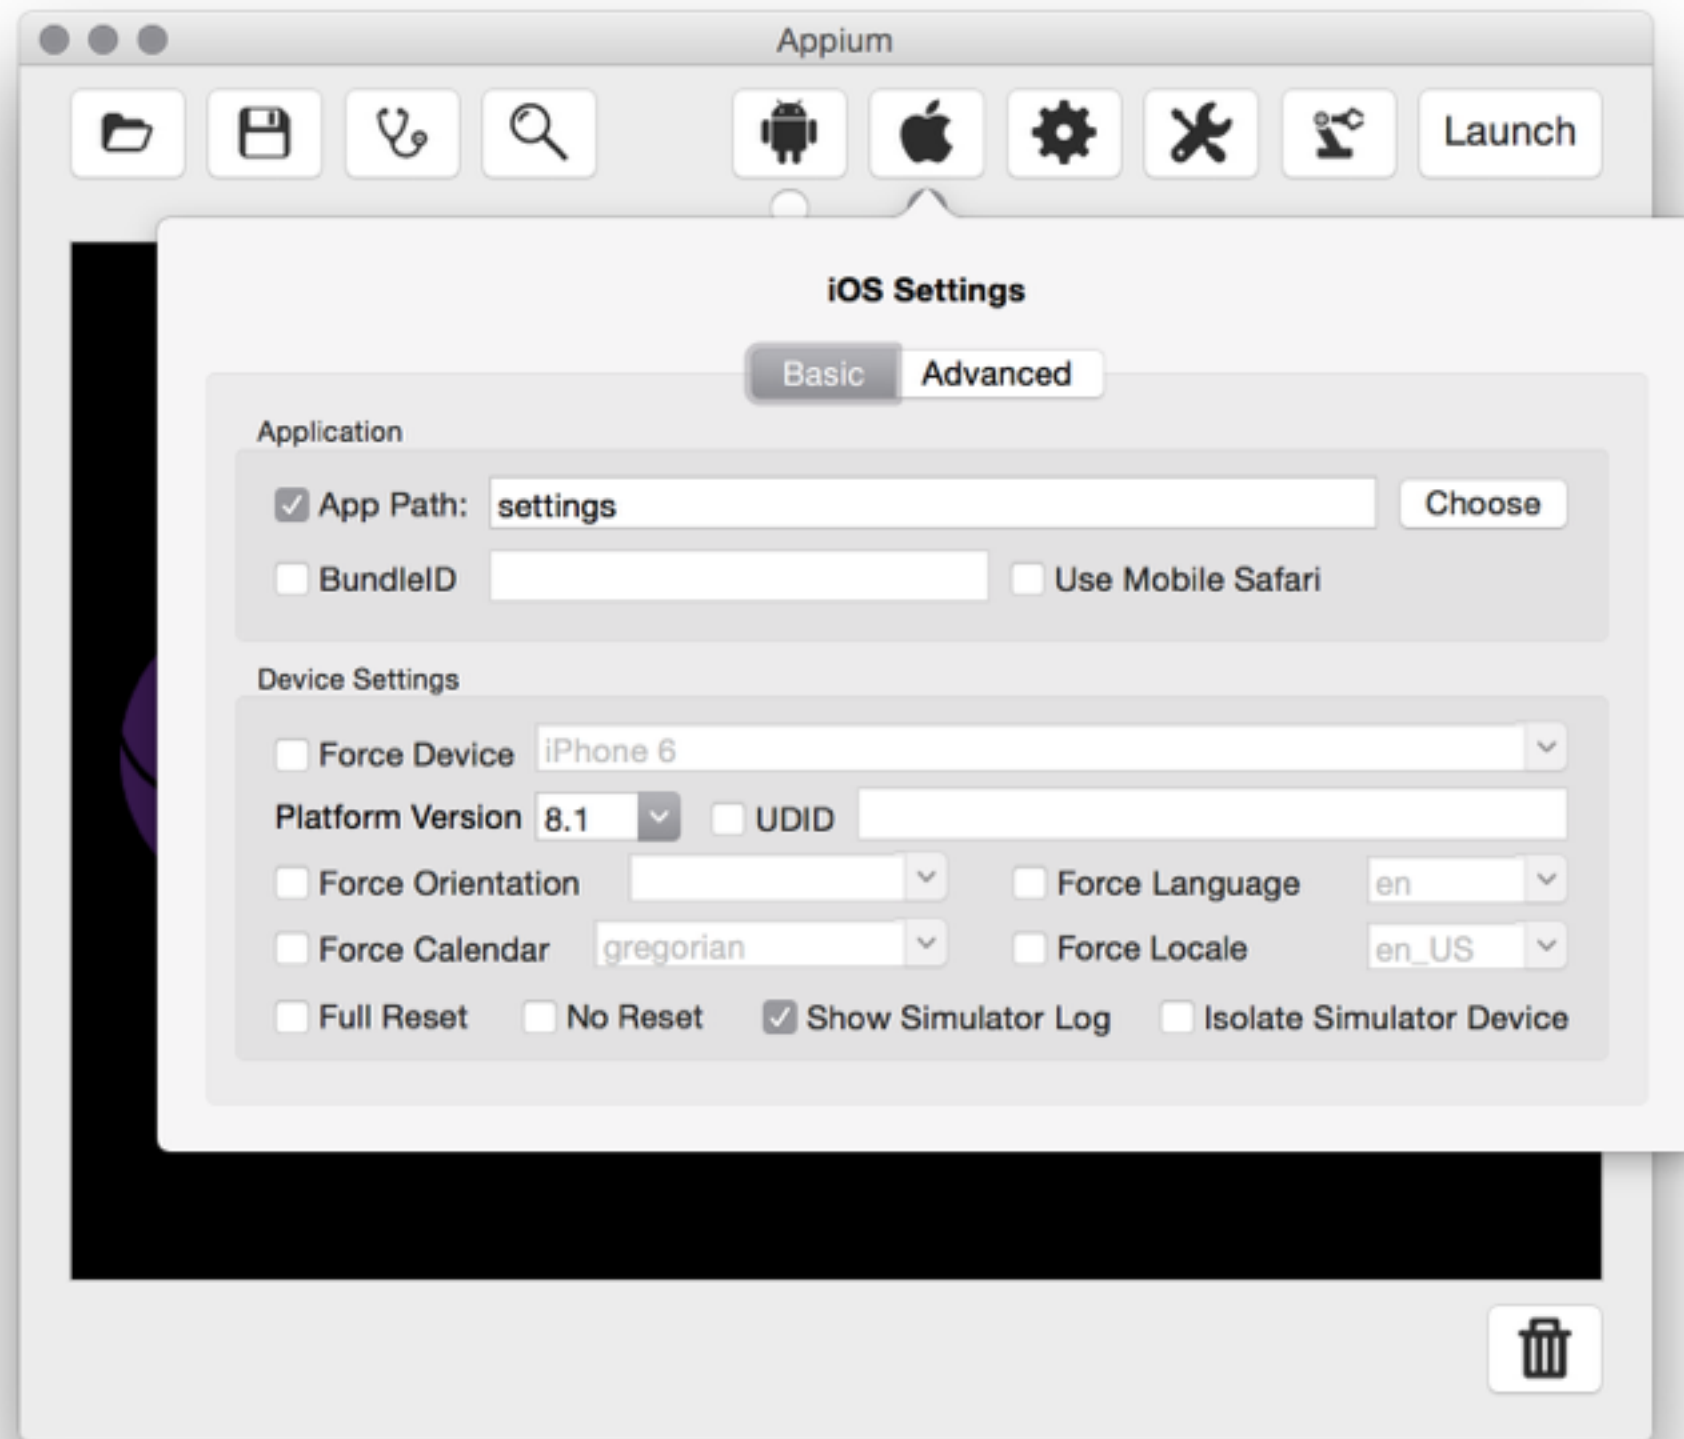 Appium
Launch
iOS Settings
Basic Advanced
Application
App Path: settings Choose
BundleID Use Mobile Safari
Device Settings
Force Device iPhone 6
Platform Version 8.1 UDID
Force Orientation Force Language en
Force Calendar gregorian Force Locale en_US
Full Reset No Reset Show Simulator Log Isolate Simulator Device